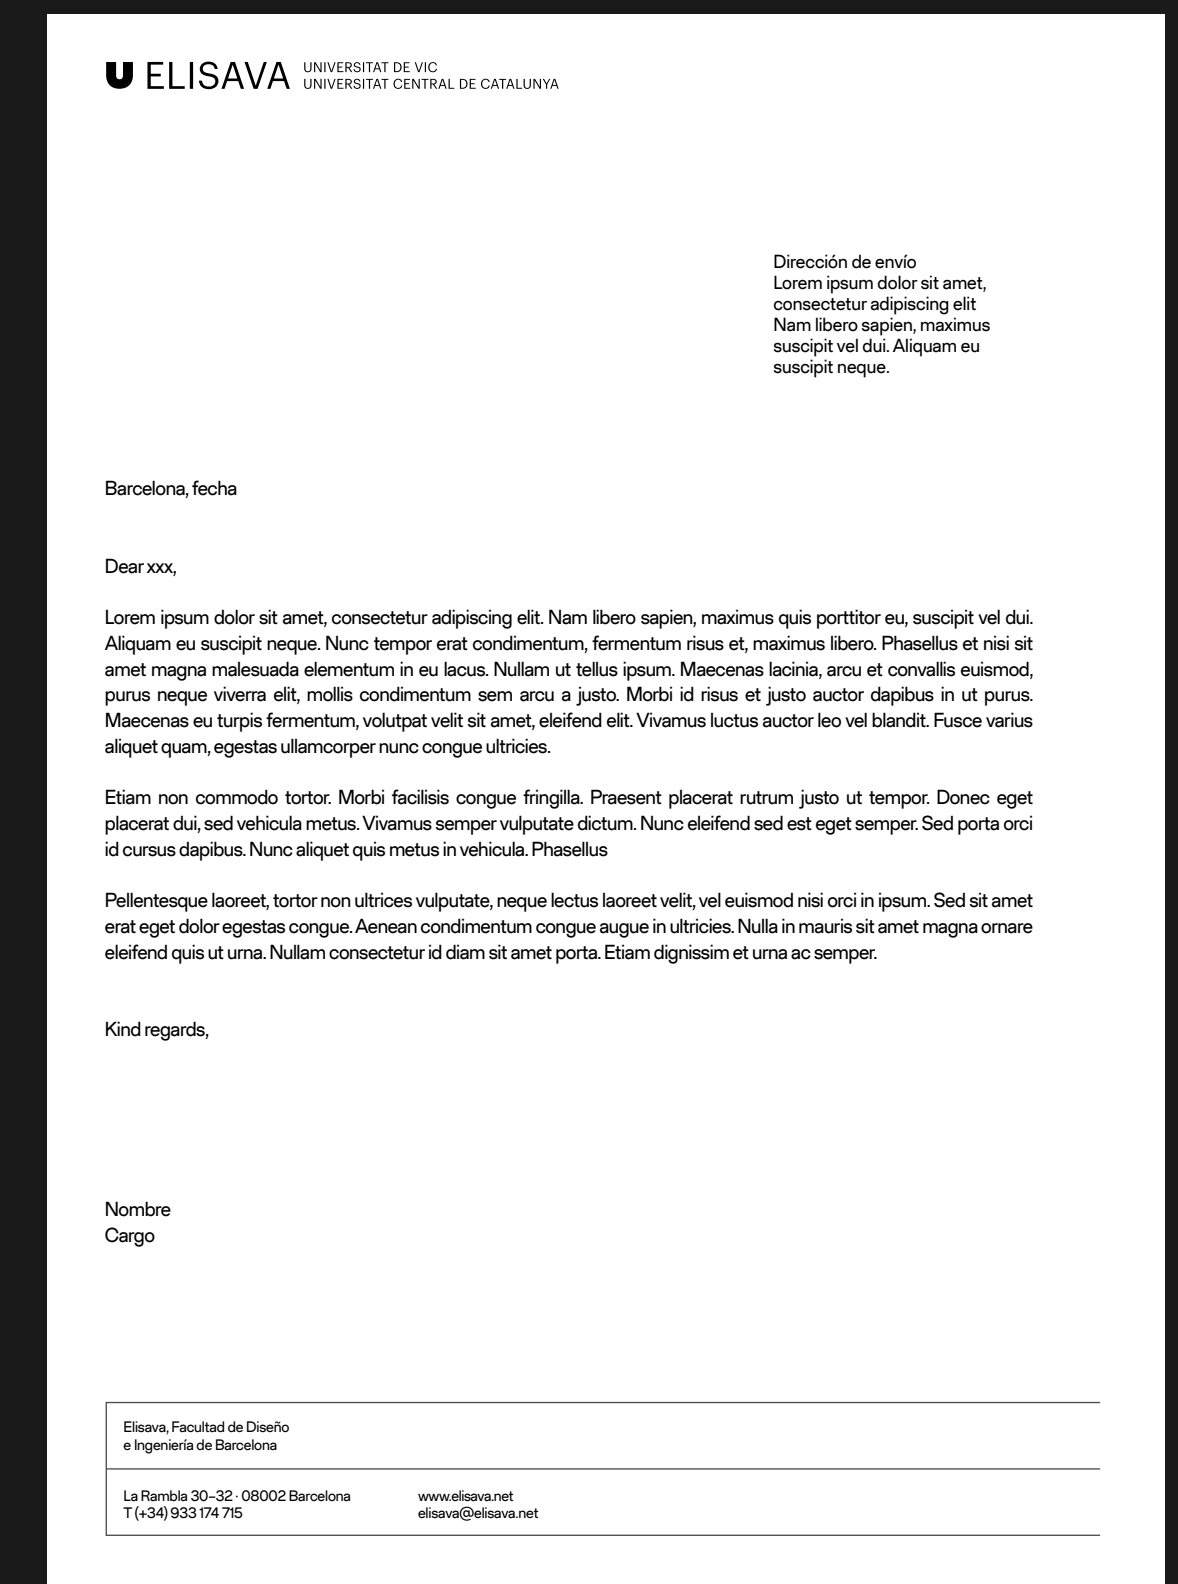 U ELISAVA
UNIVERSITAT DE VIC
UNIVERSITAT CENTRAL DE CATALUNYA
Dirección de envío
Lorem ipsum dolor sit amet,
consectetur adipiscing elit
Nam libero sapien, maximus
suscipit vel dui. Aliquam eu
suscipit neque.
Barcelona, fecha
Dear xxx,
Lorem ipsum dolor sit amet, consectetur adipiscing elit. Nam libero sapien, maximus quis porttitor eu, suscipit vel dui.
Aliquam eu suscipit neque. Nunc tempor erat condimentum, fermentum risus et, maximus libero. Phasellus et nisi sit
amet magna malesuada elementum in eu lacus. Nullam ut tellus ipsum. Maecenas lacinia, arcu et convallis euismod,
purus neque viverra elit, mollis condimentum sem arcu a justo. Morbi id risus et justo auctor dapibus in ut purus.
Maecenas eu turpis fermentum, volutpat velit sit amet, eleifend elit. Vivamus luctus auctor leo vel blandit. Fusce varius
aliquet quam, egestas ullamcorper nunc congue ultricies.
Etiam non commodo tortor. Morbi facilisis congue fringilla. Praesent placerat rutrum justo ut tempor. Donec eget
placerat dui, sed vehicula metus. Vivamus semper vulputate dictum. Nunc eleifend sed est eget semper. Sed porta orci
id cursus dapibus. Nunc aliquet quis metus in vehicula. Phasellus
Pellentesque laoreet, tortor non ultrices vulputate, neque lectus laoreet velit, vel euismod nisi orci in ipsum. Sed sit amet
erat eget dolor egestas congue. Aenean condimentum congue augue in ultricies. Nulla in mauris sit amet magna ornare
eleifend quis ut urna. Nullam consectetur id diam sit amet porta. Etiam dignissim et urna ac semper.
Kind regards,
Nombre
Cargo
Elisava, Facultad de Diseño
e Ingeniería de Barcelona
La Rambla 30–32 · 08002 Barcelona
T (+34) 933 174 715
www.elisava.net
elisava@elisava.net